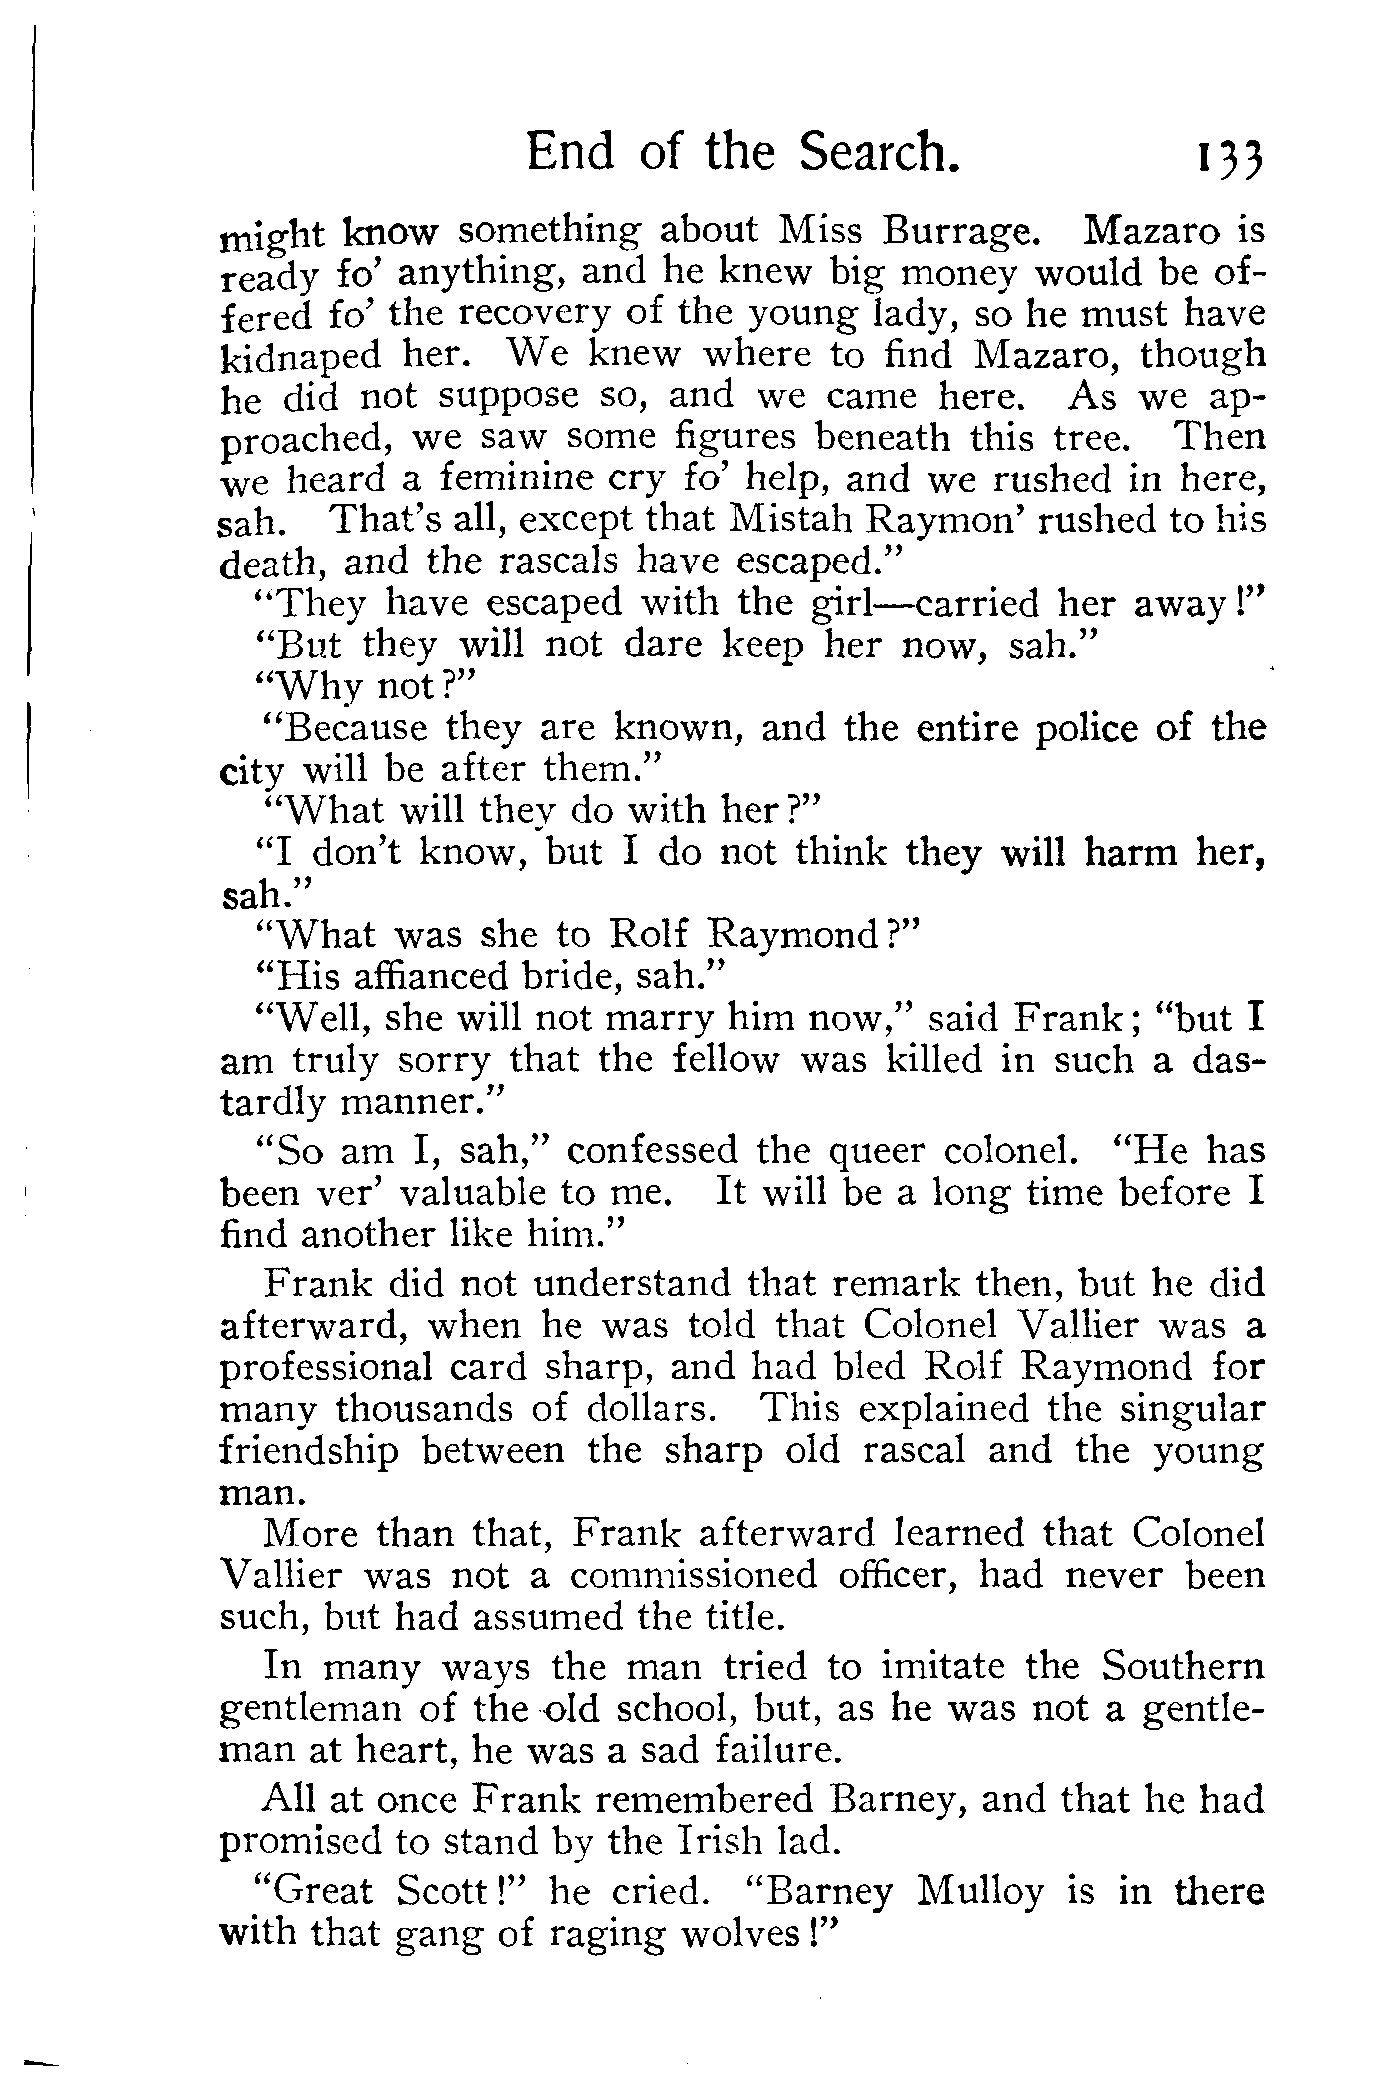 End of the Search. 133
might know something about Miss Burrage. Mazaro is
ready fo' anything, and he knew big money would be of-
fered fo' the recovery of the young lady, so he must have
kidnaped her. We knew where to find Mazaro, though
he did not suppose so, and we came here. As we ap-
proached, we saw some figures beneath this tree. Then
we heard a feminine cry fo' help, and we rushed in here,
sah. That's all, except that Mistah Raymon' rushed to his
death, and the rascals have escaped."
"They have escaped with the girl—carried her away!"
"But they will not dare keep her now, sah."
"Why not?"
"Because they are known, and the entire police of the
city will be after them."
"What will they do with her?"
"I don't know, but I do not think they will harm her,
sah."
"What was she to Rolf Raymond?"
"His affianced bride, sah."
"Well, she will not marry him now," said Frank; "but I
am truly sorry that the fellow was killed in such a das-
tardly manner."
"So am I, sah," confessed the queer colonel. "He has
been ver' valuable to me. It will be a long time before I
find another like him."
Frank did not understand that remark then, but he did
afterward, when he was told that Colonel Vallier was a
professional card sharp, and had bled Rolf Raymond for
many thousands of dollars. This explained the singular
friendship between the sharp old rascal and the young
man.
More than that, Frank afterward learned that Colonel
Vallier was not a commissioned officer, had never been
such, but had assumed the title.
In many ways the man tried to imitate the Southern
gentleman of the old school, but, as he was not a gentle-
man at heart, he was a sad failure.
All at once Frank remembered Barney, and that he had
promised to stand by the Irish lad.
"Great Scott!" he cried. "Barney Mulloy is in there
with that gang of raging wolves!"